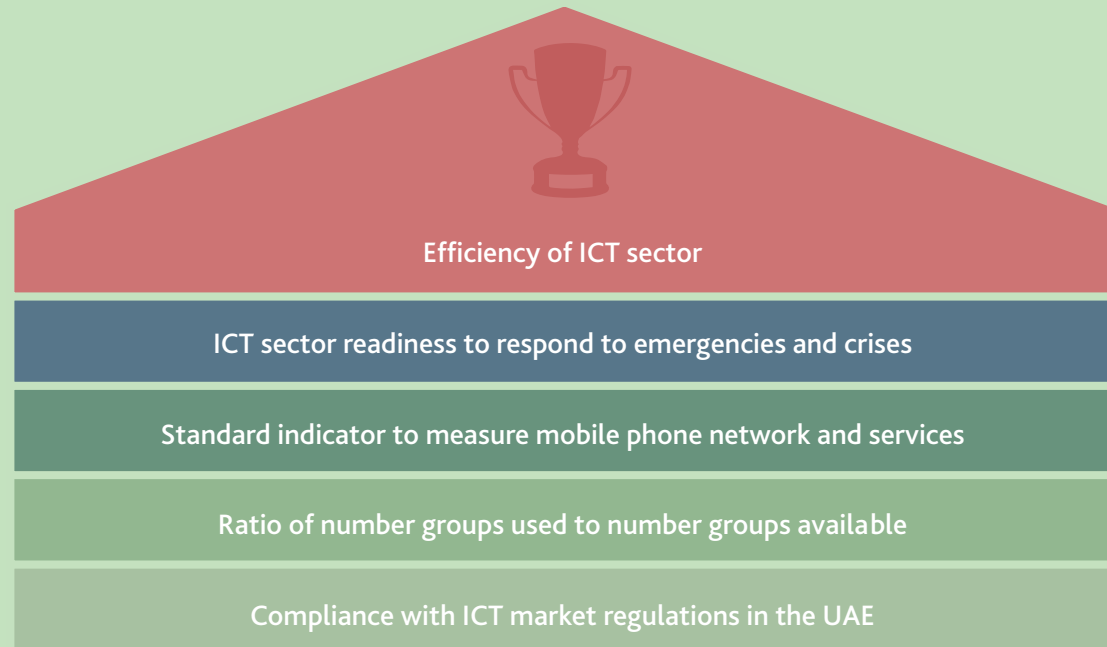 Efficiency of ICT sector
ICT sector readiness to respond to emergencies and crises
Standard indicator to measure mobile phone network and services
Ratio of number groups used to number groups available
Compliance with ICT market regulations in the UAE